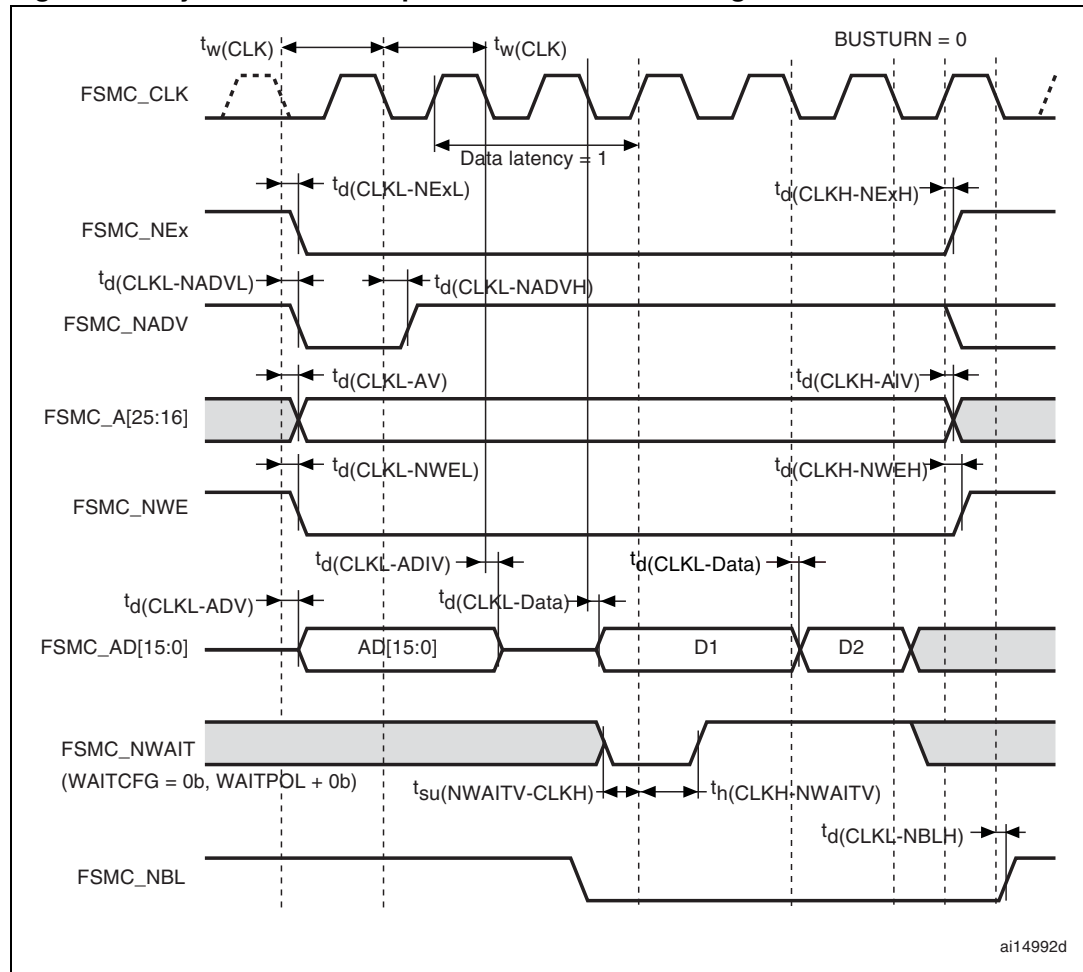 tw(CLK)
tw(CLK)
BUSTURN = 0
FSMC_CLK
Data latency = 1
td(CLKL-NExL)
td(CLKH-NExH)
FSMC_NEx
td(CLKL-NADVL)
td(CLKL-NADVH)
FSMC_NADV
td(CLKL-AV)
td(CLKH-AIV)
FSMC_A[25:16]
td(CLKL-NWEL)
td(CLKH-NWEH)
FSMC_NWE
td(CLKL-ADIV)
td(CLKL-Data)
td(CLKL-ADV)
td(CLKL-Data)
FSMC_AD[15:0]
AD[15:0]
D1
D2
FSMC_NWAIT
(WAITCFG = 0b, WAITPOL + 0b)
tsu(NWAITV-CLKH)
th(CLKH-NWAITV)
td(CLKL-NBLH)
FSMC_NBL
ai14992d